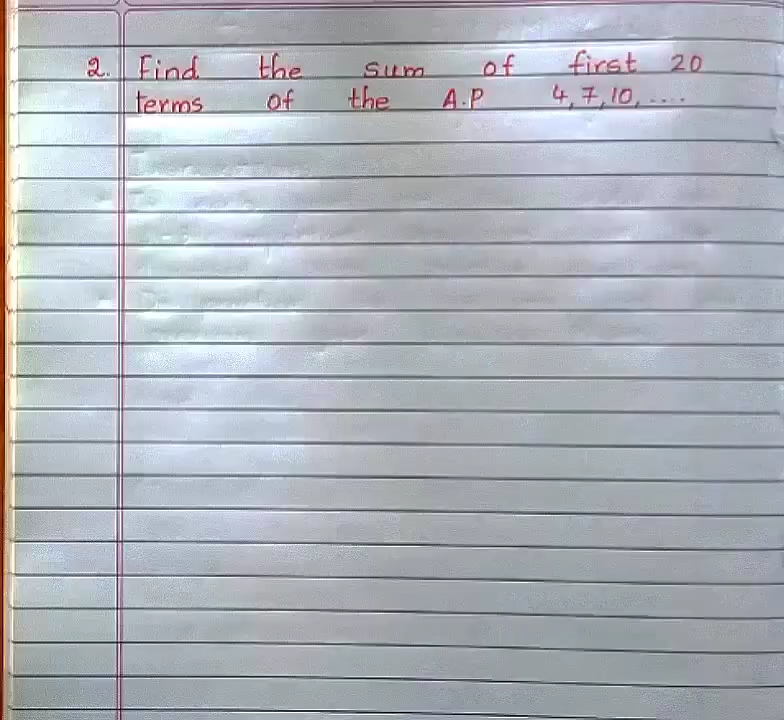 2. Find the sum of first 20
terms of the A.P 4, 7, 10, ....